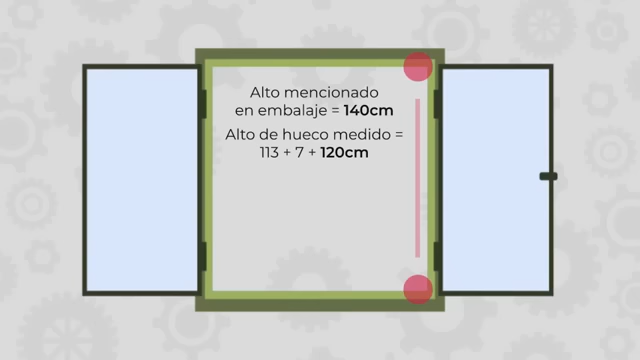 Alto mencionado
en embalaje = 140cm
Alto de hueco medido =
113 + 7 + 120cm